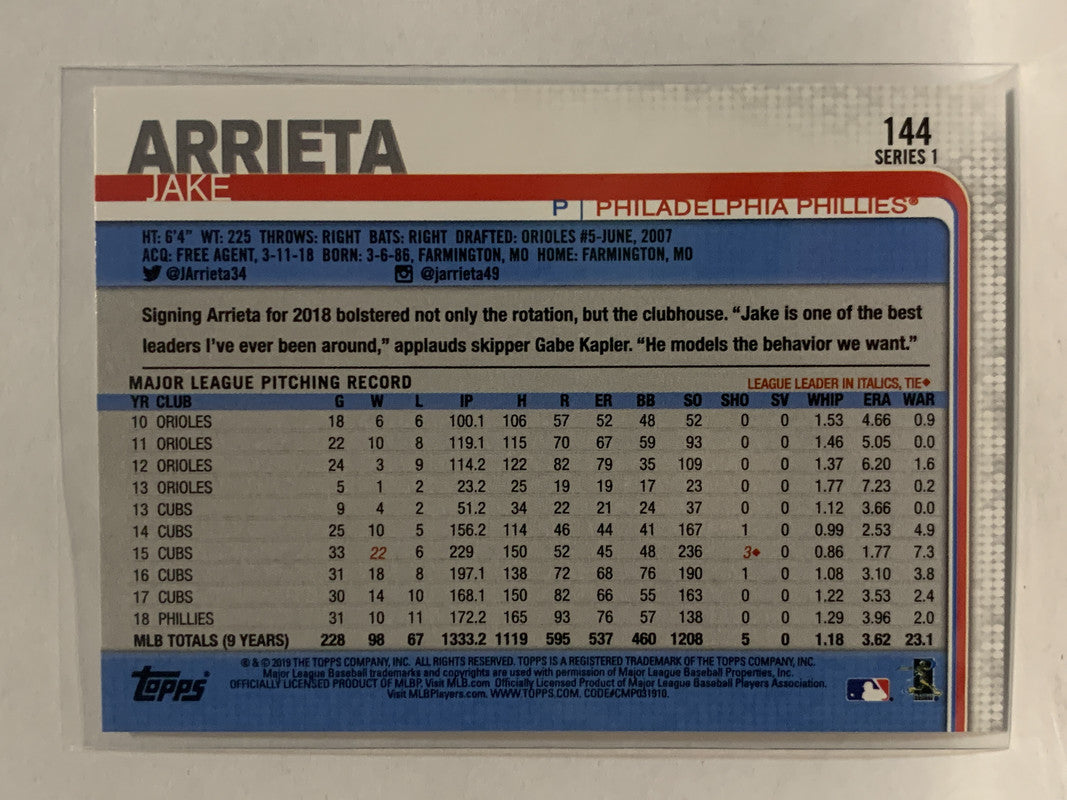 ARRIETA
JAKE
144
SERIES 1
P | PHILADELPHIA PHILLIES®
HT: 6'4" WT: 225 THROWS: RIGHT BATS: RIGHT DRAFTED: ORIOLES #5-JUNE, 2007
ACQ: FREE AGENT, 3-11-18 BORN: 3-6-86, FARMINGTON, MO HOME: FARMINGTON, MO
@JArrieta34 @jarrieta49
Signing Arrieta for 2018 bolstered not only the rotation, but the clubhouse. “Jake is one of the best
leaders I’ve ever been around,” applauds skipper Gabe Kapler. “He models the behavior we want.”
MAJOR LEAGUE PITCHING RECORD LEAGUE LEADER IN ITALICS, TIE◆
YR CLUB G W L IP H R ER BB SO SHO SV WHIP ERA WAR
10 ORIOLES 18 6 6 100.1 106 57 52 48 52 0 0 1.53 4.66 0.9
11 ORIOLES 22 10 8 119.1 115 70 67 59 93 0 0 1.46 5.05 0.0
12 ORIOLES 24 3 9 114.2 122 82 79 35 109 0 0 1.37 6.20 1.6
13 ORIOLES 5 1 2 23.2 25 19 19 17 23 0 0 1.77 7.23 0.2
13 CUBS 9 4 2 51.2 34 22 21 24 37 0 0 1.12 3.66 0.0
14 CUBS 25 10 5 156.2 114 46 44 41 167 1 0 0.99 2.53 4.9
15 CUBS 33 22 6 229 150 52 45 48 236 3◆ 0 0.86 1.77 7.3
16 CUBS 31 18 8 197.1 138 72 68 76 190 1 0 1.08 3.10 3.8
17 CUBS 30 14 10 168.1 150 82 66 55 163 0 0 1.22 3.53 2.4
18 PHILLIES 31 10 11 172.2 165 93 76 57 138 0 0 1.29 3.96 2.0
MLB TOTALS (9 YEARS) 228 98 67 1333.2 1119 595 537 460 1208 5 0 1.18 3.62 23.1
® & © 2019 THE TOPPS COMPANY, INC. ALL RIGHTS RESERVED. TOPPS IS A REGISTERED TRADEMARK OF THE TOPPS COMPANY, INC.
Major League Baseball trademarks and copyrights are used with permission of Major League Baseball Properties, Inc.
OFFICIALLY LICENSED PRODUCT OF MLBP. Visit MLB.com Officially Licensed Product of Major League Baseball Players Association.
Visit MLBPlayers.com. WWW.TOPPS.COM. CODE#CMP031910.
topps®